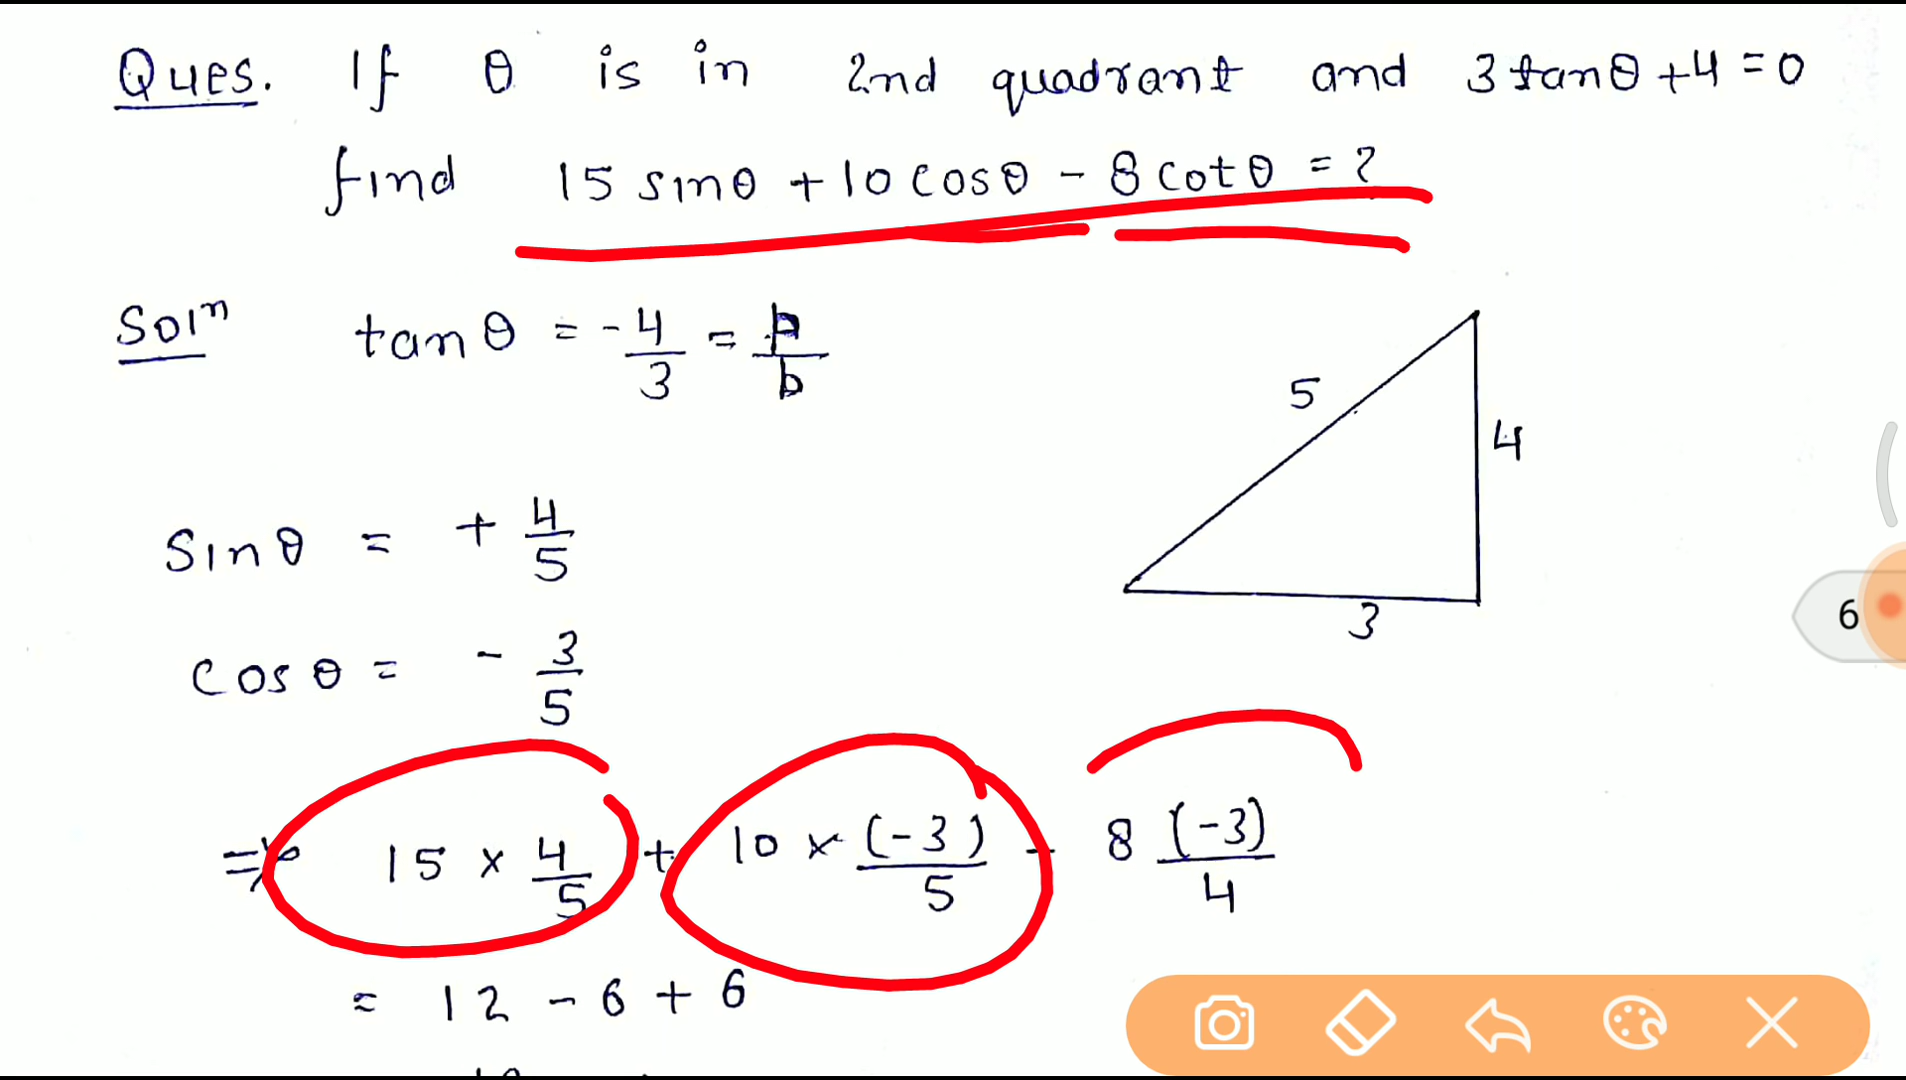 Ques. If θ is in 2nd quadrant and 3 tanθ + 4 = 0
find 15 sinθ + 10 cosθ - 8 cotθ = ?
Solⁿ tan θ = -4/3 = p/b
5
4
3
sin θ = + 4/5
cos θ = - 3/5
6
=> 15 × 4/5 + 10 × (-3)/5 - 8 (-3)/4
= 12 - 6 + 6